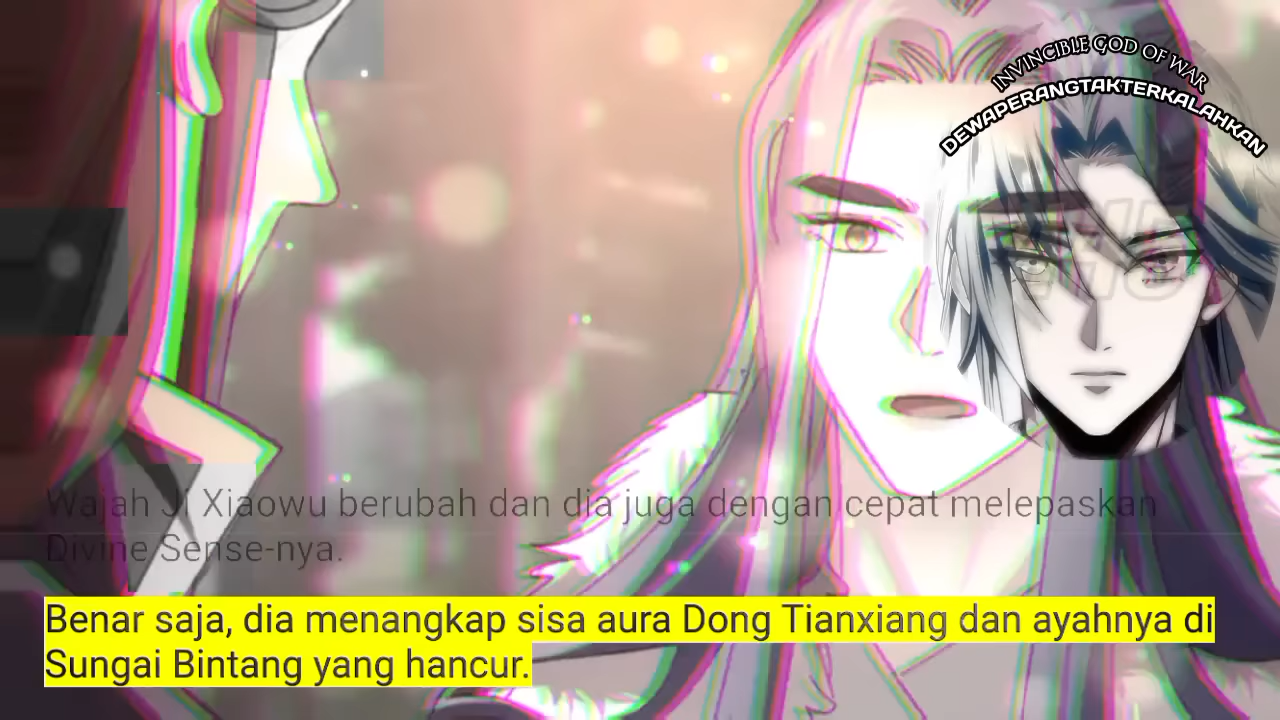 INVINCIBLE GOD OF WAR
DEWAPERANGTAKTERKALAHKAN
Wajah Ji Xiaowu berubah dan dia juga dengan cepat melepaskan
Divine Sense-nya.
Benar saja, dia menangkap sisa aura Dong Tianxiang dan ayahnya di
Sungai Bintang yang hancur.